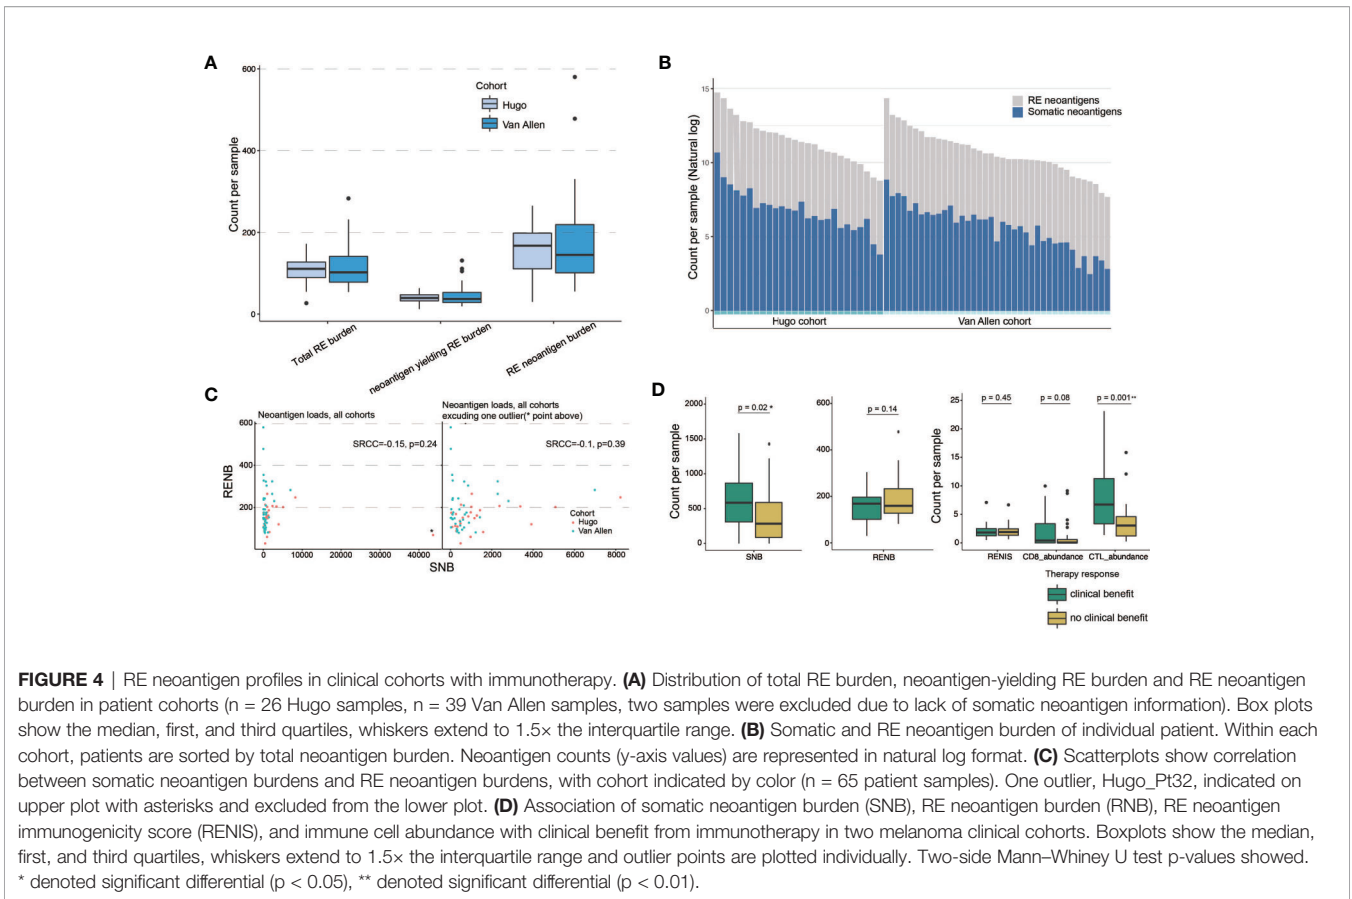 A
600
400
200
0
Count per sample
Cohort
Hugo
Van Allen
Total RE burden
neoantigen yielding RE burden
RE neoantigen burden
B
15
10
5
0
Count per sample (Natural log)
RE neoantigens
Somatic neoantigens
Hugo cohort
Van Allen cohort
C
Neoantigen loads, all cohorts
Neoantigen loads, all cohorts
excuding one outlier(* point above)
600
400
200
RENB
SRCC=-0.15, p=0.24
SRCC=-0.1, p=0.39
*
Cohort
Hugo
Van Allen
0 10000 20000 30000 40000
0 2000 4000 6000 8000
SNB
D
2000
1500
1000
500
0
Count per sample
p = 0.02 *
SNB
600
400
200
0
Count per sample
p = 0.14
RENB
25
20
15
10
5
0
Count per sample
p = 0.45
p = 0.08
p = 0.001**
RENIS
CD8_abundance
CTL_abundance
Therapy response
clinical benefit
no clinical benefit
FIGURE 4 | RE neoantigen profiles in clinical cohorts with immunotherapy. (A) Distribution of total RE burden, neoantigen-yielding RE burden and RE neoantigen
burden in patient cohorts (n = 26 Hugo samples, n = 39 Van Allen samples, two samples were excluded due to lack of somatic neoantigen information). Box plots
show the median, first, and third quartiles, whiskers extend to 1.5× the interquartile range. (B) Somatic and RE neoantigen burden of individual patient. Within each
cohort, patients are sorted by total neoantigen burden. Neoantigen counts (y-axis values) are represented in natural log format. (C) Scatterplots show correlation
between somatic neoantigen burdens and RE neoantigen burdens, with cohort indicated by color (n = 65 patient samples). One outlier, Hugo_Pt32, indicated on
upper plot with asterisks and excluded from the lower plot. (D) Association of somatic neoantigen burden (SNB), RE neoantigen burden (RNB), RE neoantigen
immunogenicity score (RENIS), and immune cell abundance with clinical benefit from immunotherapy in two melanoma clinical cohorts. Boxplots show the median,
first, and third quartiles, whiskers extend to 1.5× the interquartile range and outlier points are plotted individually. Two-side Mann–Whiney U test p-values showed.
* denoted significant differential (p < 0.05), ** denoted significant differential (p < 0.01).